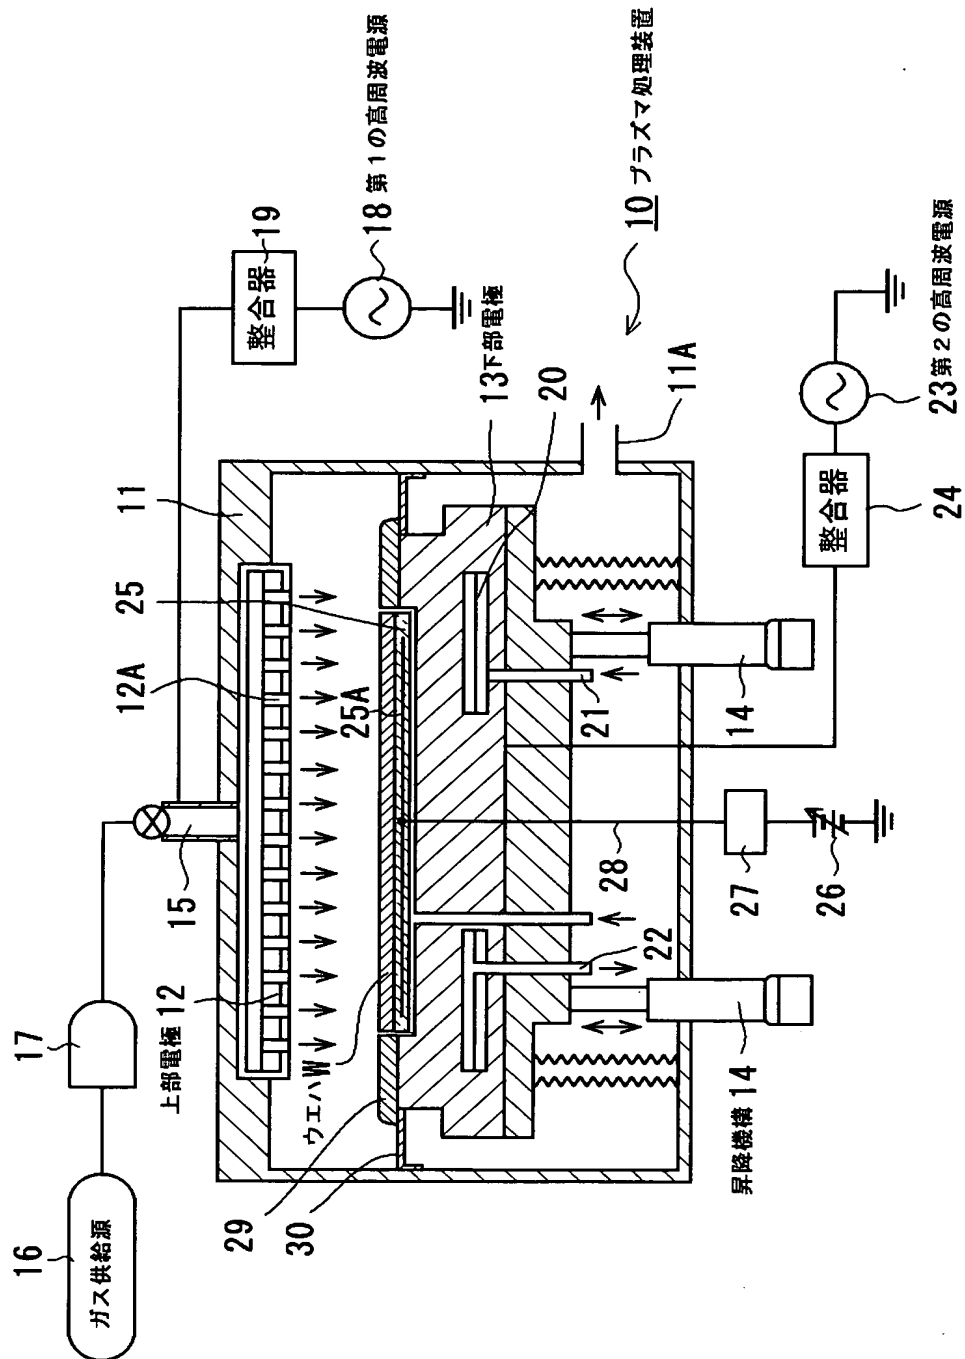 16
ガス供給源
17
15
上部電極 12
12A
25
11
整合器
19
18 第1の高周波電源
ウエハW
25A
29
30
13下部電極
20
10 プラズマ処理装置
11A
21
22
28
14
昇降機構 14
27
26
整合器
24
23 第2の高周波電源